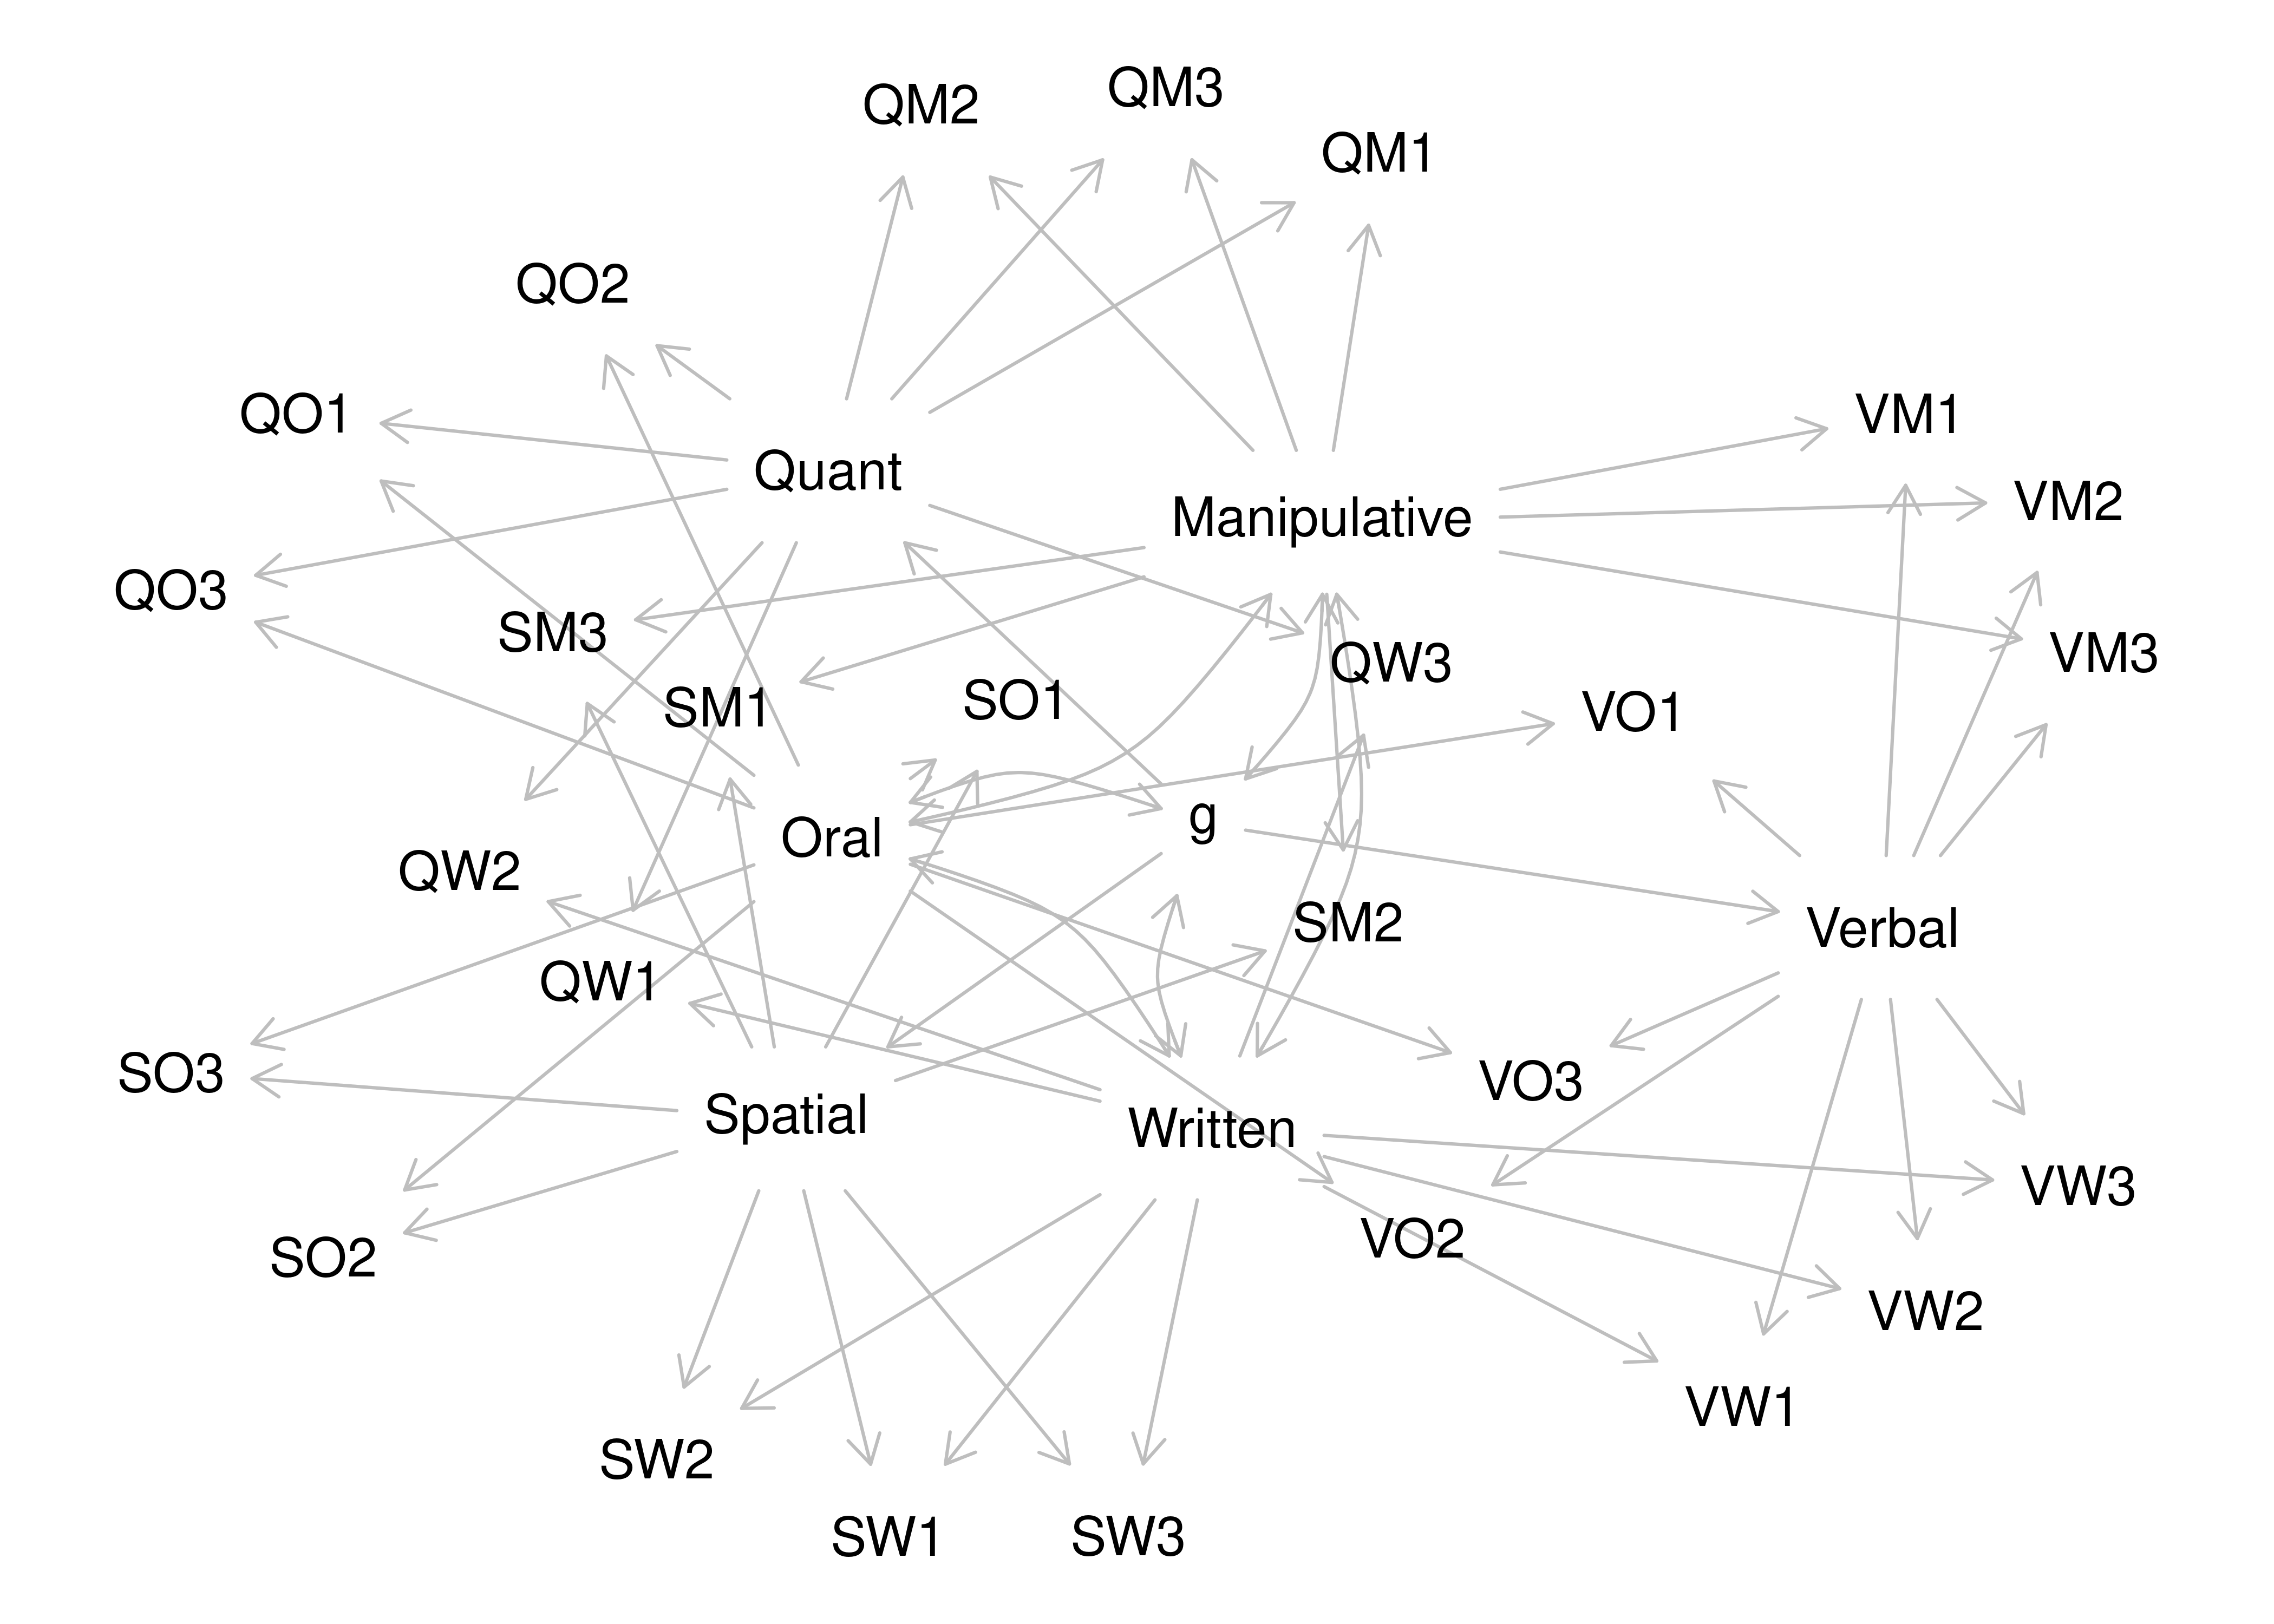 QM3
QM2
QM1
QO2
QO1
VM1
Quant
VM2
Manipulative
QO3
SM3
VM3
QW3
SO1
SM1
VO1
g
Oral
QW2
SM2
Verbal
QW1
SO3
VO3
Spatial
Written
VW3
VO2
SO2
VW2
VW1
SW2
SW1
SW3